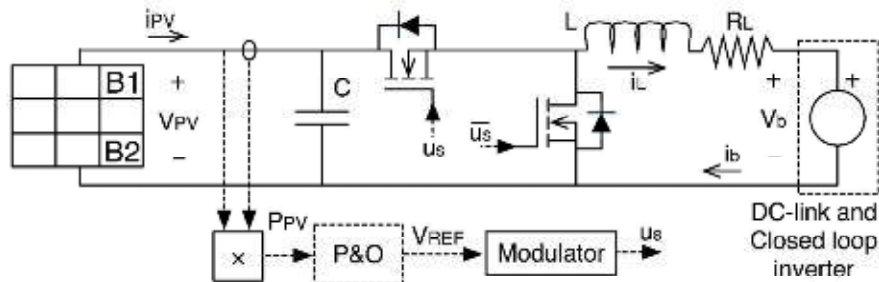 iPV
L
RL
B1
+
C
iL
+
+
VPV
us
us
Vb
B2
−
ib
−
DC-link and
Closed loop
inverter
PPV
VREF
us
×
P&O
Modulator